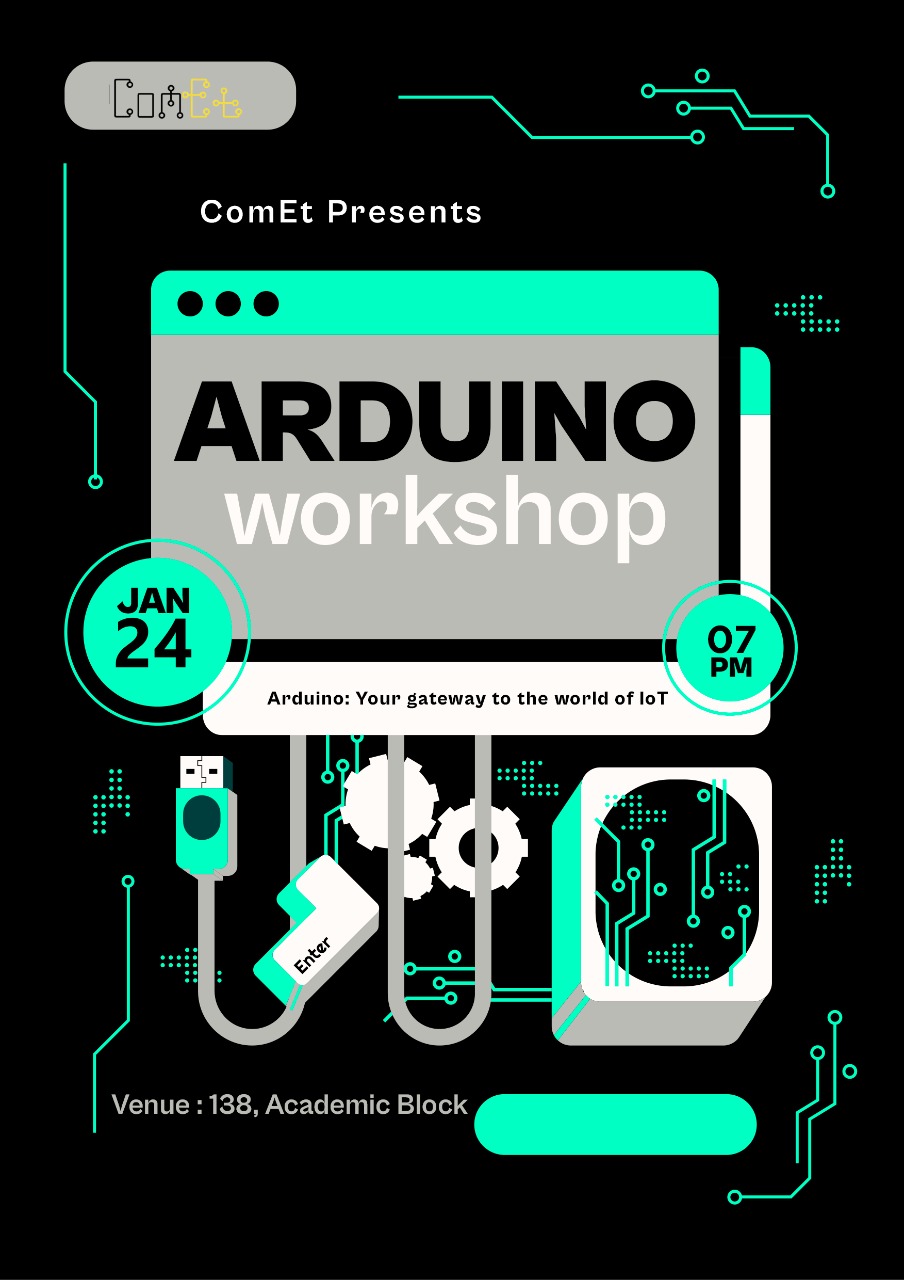 ComEt
ComEt Presents
ARDUINO
workshop
JAN
24
07
PM
Arduino: Your gateway to the world of IoT
Enter
Venue : 138, Academic Block